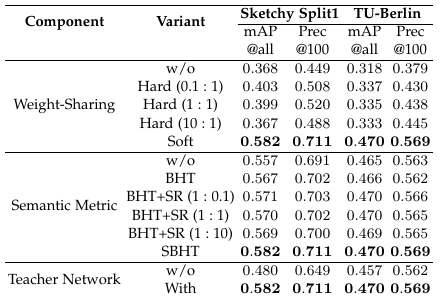 Component Variant Sketchy Split1 TU-Berlin
mAP Prec mAP Prec
@all @100 @all @100
Weight-Sharing w/o 0.368 0.449 0.318 0.379
Hard (0.1 : 1) 0.403 0.508 0.337 0.430
Hard (1 : 1) 0.399 0.520 0.335 0.438
Hard (10 : 1) 0.367 0.488 0.333 0.445
Soft 0.582 0.711 0.470 0.569
Semantic Metric w/o 0.557 0.691 0.465 0.563
BHT 0.567 0.702 0.466 0.562
BHT+SR (1 : 0.1) 0.571 0.703 0.470 0.566
BHT+SR (1 : 1) 0.570 0.702 0.470 0.565
BHT+SR (1 : 10) 0.569 0.700 0.469 0.565
SBHT 0.582 0.711 0.470 0.569
Teacher Network w/o 0.480 0.649 0.457 0.562
With 0.582 0.711 0.470 0.569